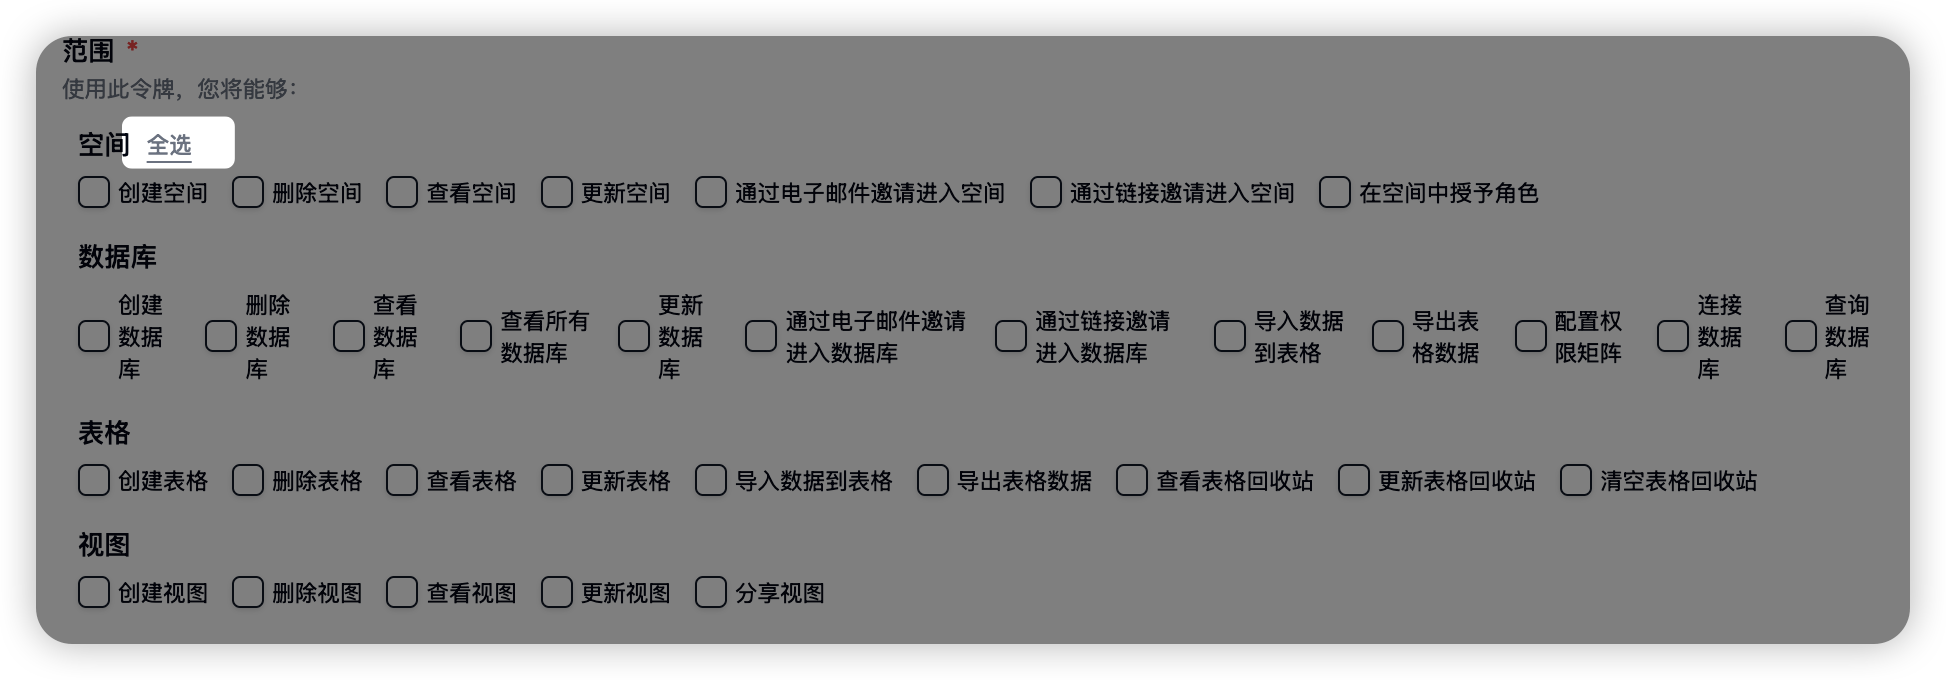 范围 *
使用此令牌，您将能够：
空间 全选
创建空间 删除空间 查看空间 更新空间 通过电子邮件邀请进入空间 通过链接邀请进入空间 在空间中授予角色
数据库
创建数据库 删除数据库 查看数据库 查看所有数据库 更新数据库 通过电子邮件邀请进入数据库 通过链接邀请进入数据库 导入数据到表格 导出表格数据 配置权限矩阵 连接数据库 查询数据库
表格
创建表格 删除表格 查看表格 更新表格 导入数据到表格 导出表格数据 查看表格回收站 更新表格回收站 清空表格回收站
视图
创建视图 删除视图 查看视图 更新视图 分享视图